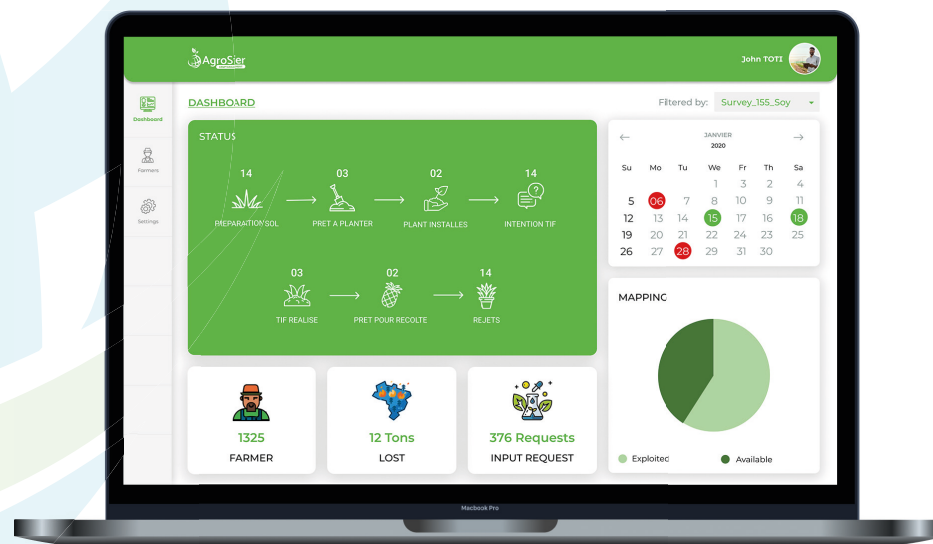 AgroSfer
John TOTI
Dashboard
Farmers
Settings
DASHBOARD
Filtered by: Survey_155_Soy
STATUS
14 03 02 14
PREPARATION SOL PRET A PLANTER PLANT INSTALLES INTENTION TIF
03 02 14
TIF REALISE PRET POUR RECOLTE REJETS
JANVIER
2020
Su Mo Tu We Fr Th Sa
1 3 2 4
5 06 7 8 10 9 11
12 13 14 15 17 16 18
19 20 21 22 24 23 25
26 27 28 29 31 30
MAPPING
Exploited Available
1325
FARMER
12 Tons
LOST
376 Requests
INPUT REQUEST
Macbook Pro